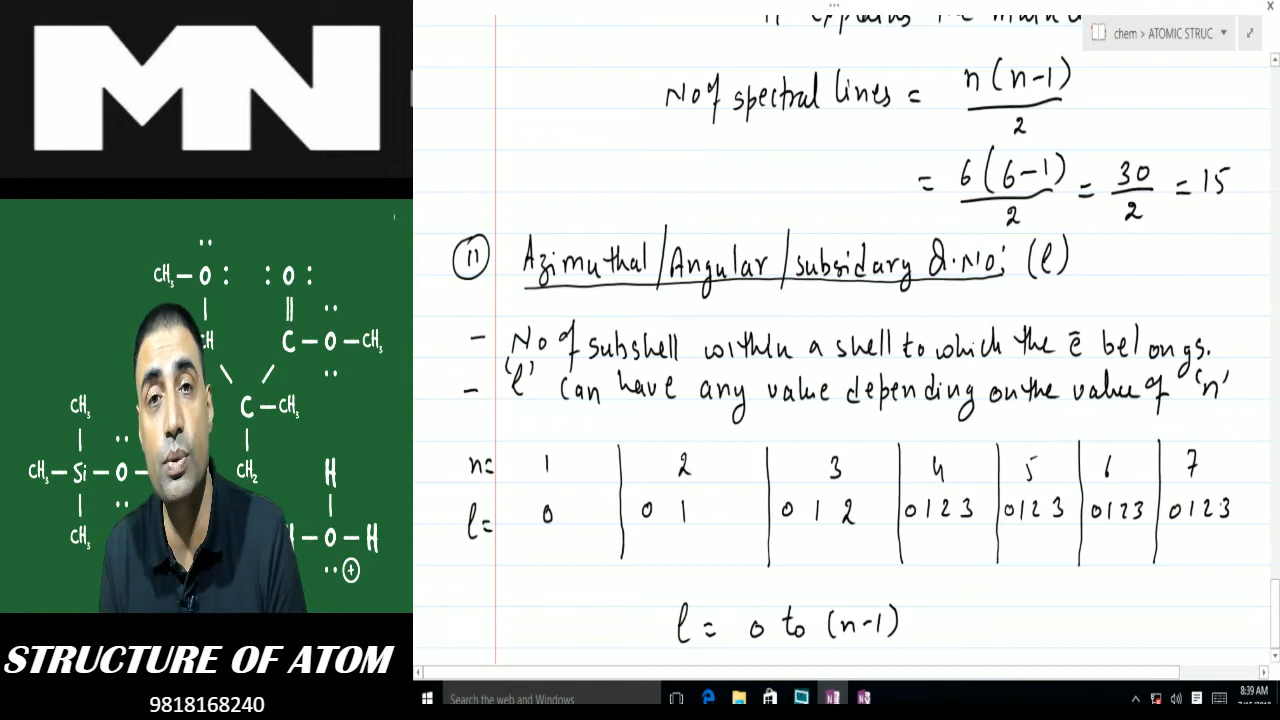 MN
CH₃—O:
:O:
CH
C—O—CH₃
CH₃
C—CH₃
CH₃—Si—O—
CH₂
H
CH₃
O—H
+
STRUCTURE OF ATOM
9818168240
chem > ATOMIC STRUC
No of spectral lines = n(n-1)/2
= 6(6-1)/2 = 30/2 = 15
(11) Azimuthal/Angular/subsidary Q.No: (l)
- No of subshell within a shell to which the ē belongs.
- 'l' can have any value depending on the value of 'n'
n= 1 | 2 | 3 | 4 | 5 | 6 | 7
l= 0 | 0 1 | 0 1 2 | 0 1 2 3 | 0 1 2 3 | 0 1 2 3 | 0 1 2 3
l = 0 to (n-1)
Search the web and Windows
8:39 AM